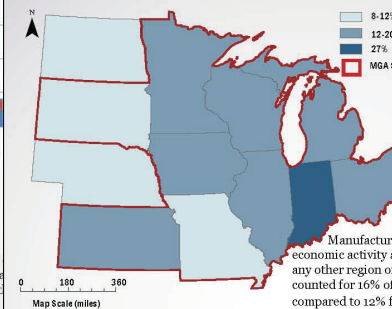 N
8-12%
12-20
27%
MGA S
Manufactur
economic activity a
any other region o
counted for 16% of
compared to 12% f
0 180 360
Map Scale (miles)